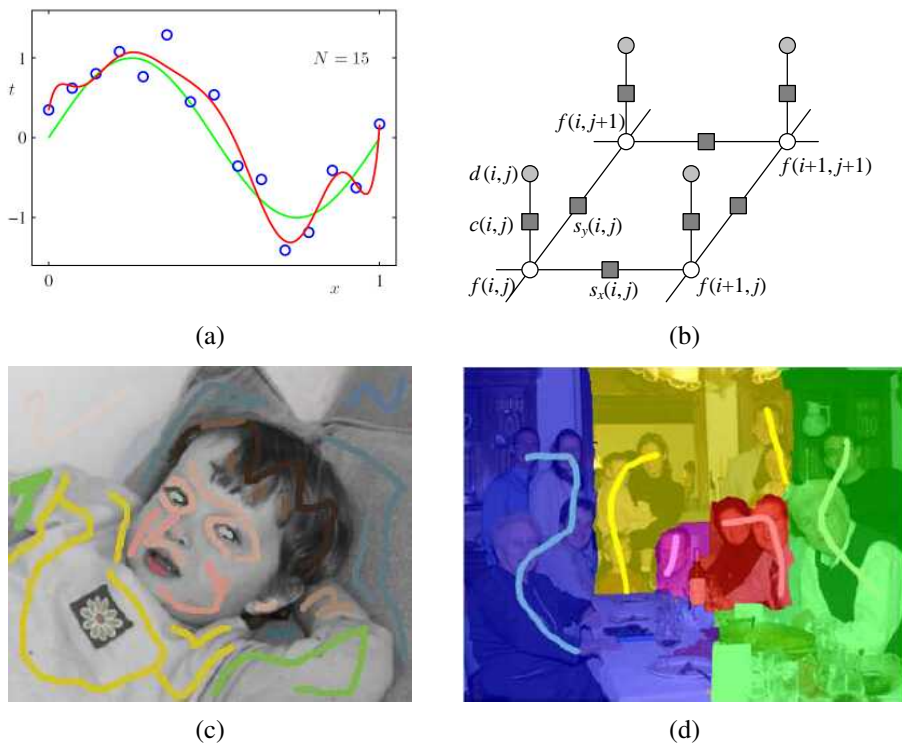 1
t
0
−1
N = 15
0
x
1
(a)
f(i, j+1)
f(i+1, j+1)
d(i, j)
c(i, j)
s_y(i, j)
f(i, j)
s_x(i, j)
f(i+1, j)
(b)
(c)
(d)